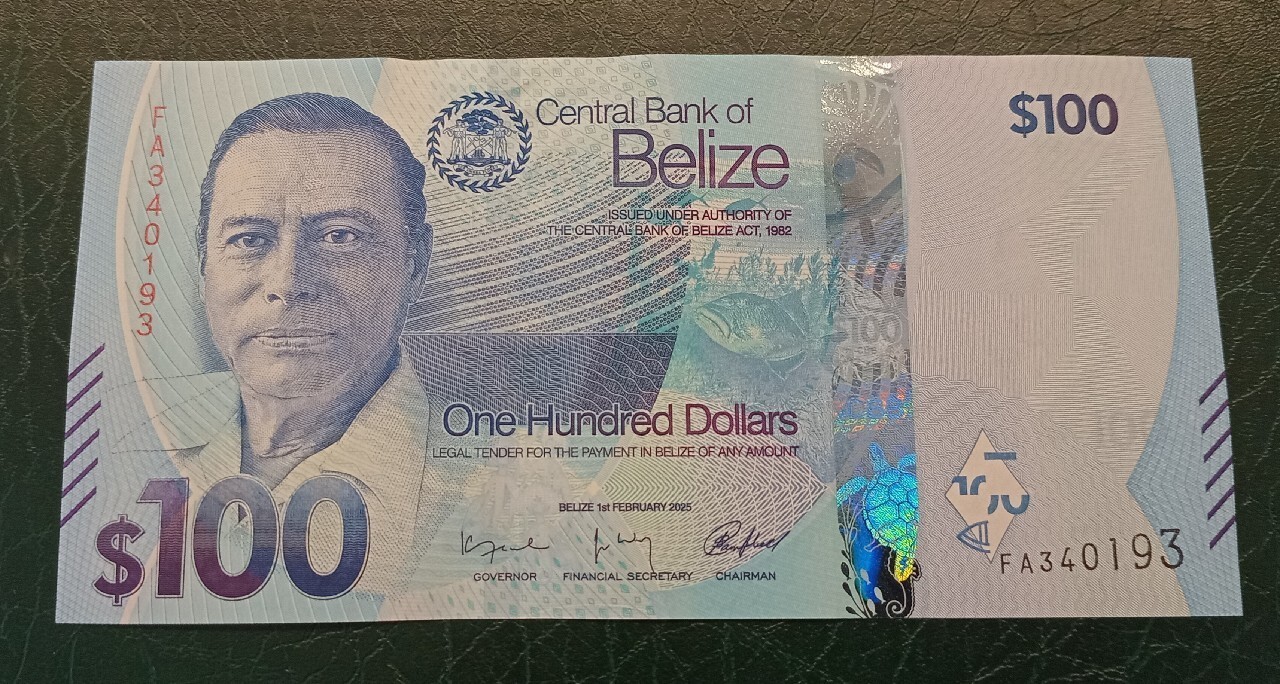 FA340193
Central Bank of
Belize
$100
ISSUED UNDER AUTHORITY OF
THE CENTRAL BANK OF BELIZE ACT, 1982
100
One Hundred Dollars
LEGAL TENDER FOR THE PAYMENT IN BELIZE OF ANY AMOUNT
BELIZE 1st FEBRUARY 2025
GOVERNOR FINANCIAL SECRETARY CHAIRMAN
$100
FA340193